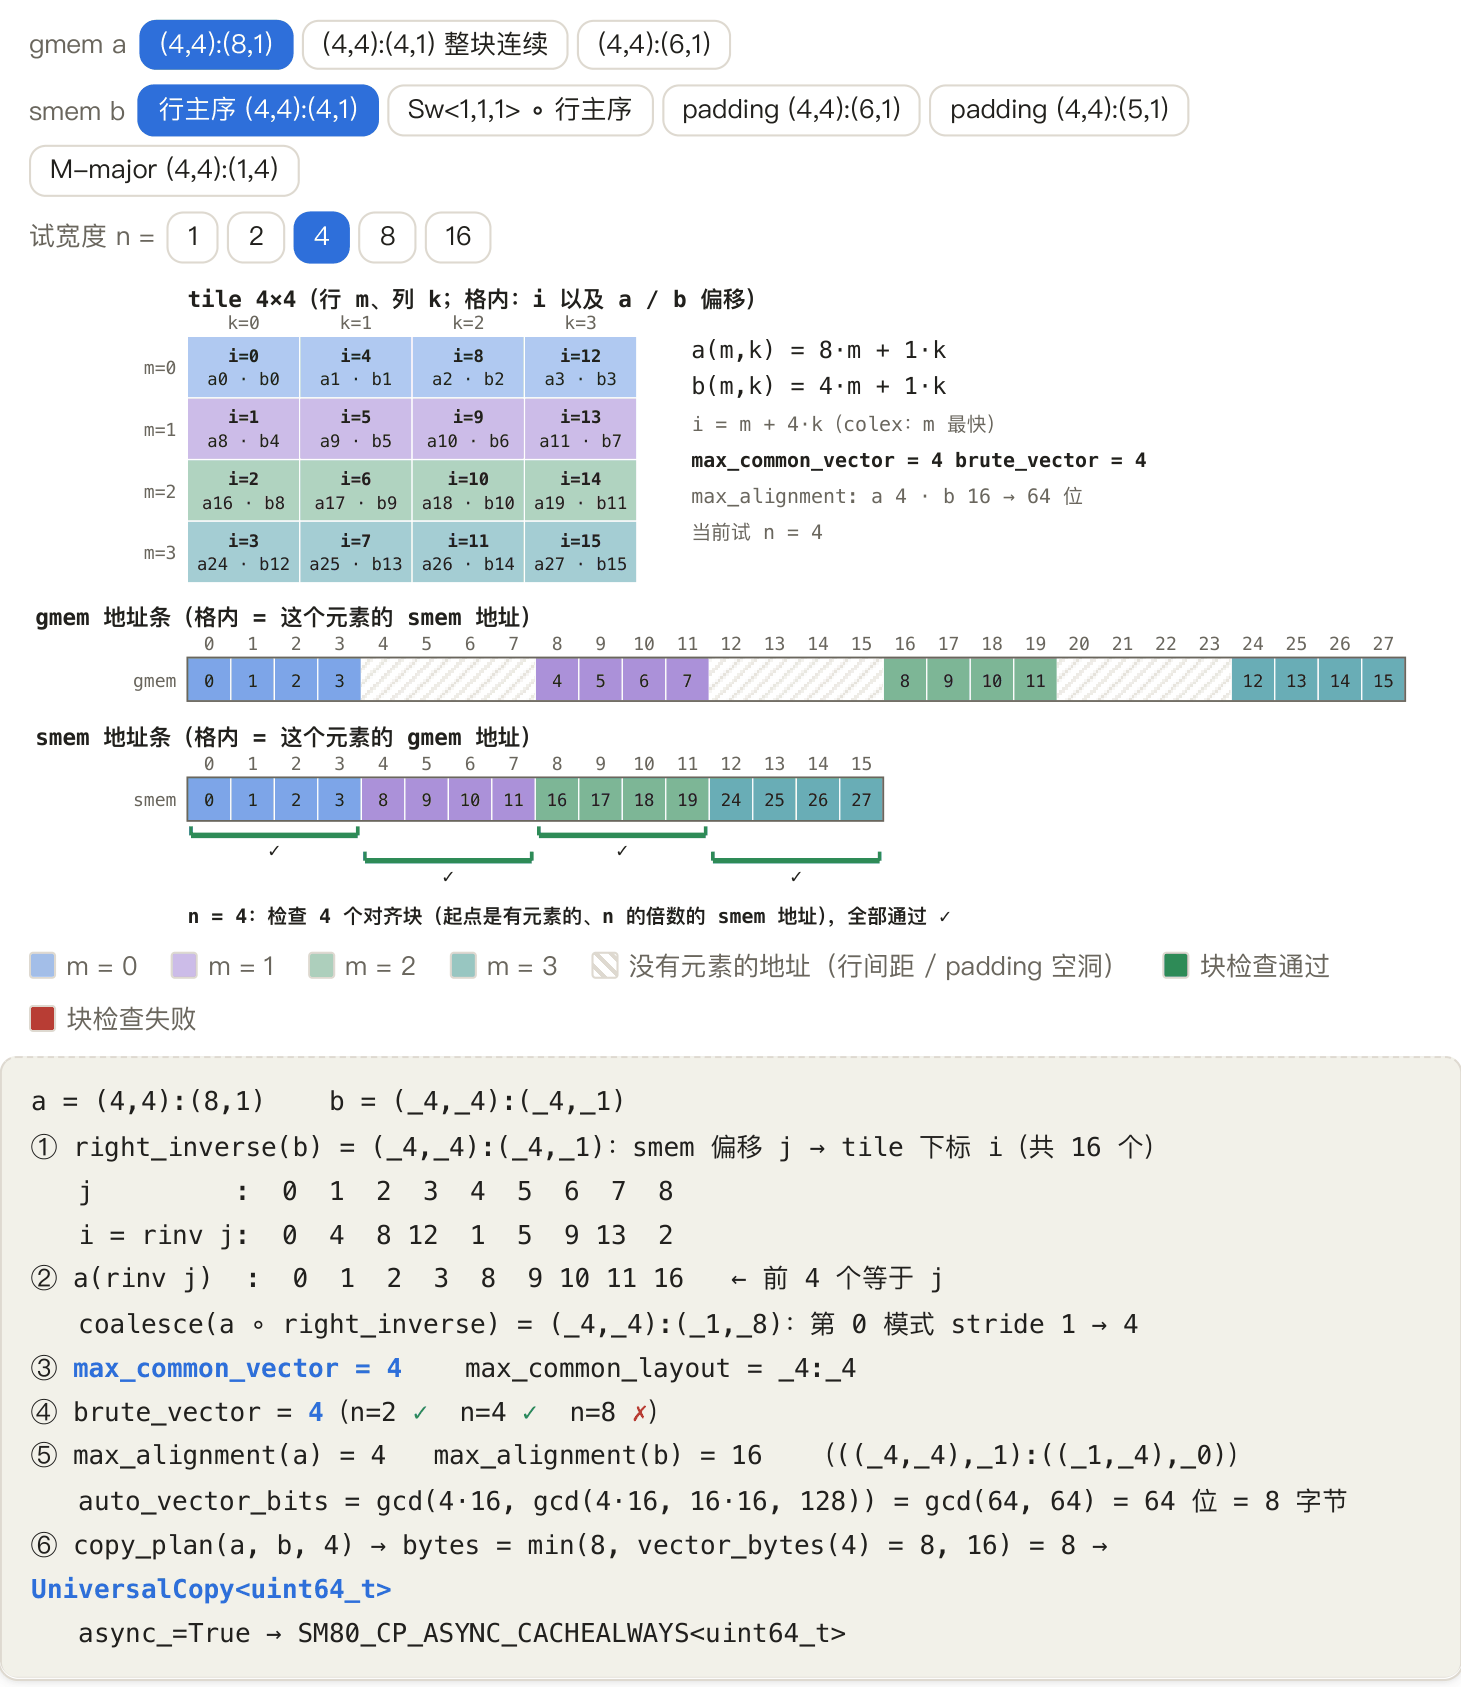 gmem a (4,4):(8,1) (4,4):(4,1) 整块连续 (4,4):(6,1)
smem b 行主序 (4,4):(4,1) Sw<1,1,1> ∘ 行主序 padding (4,4):(6,1) padding (4,4):(5,1)
M-major (4,4):(1,4)
试宽度 n = 1 2 4 8 16
tile 4×4（行 m、列 k；格内：i 以及 a / b 偏移）
k=0 k=1 k=2 k=3
m=0 i=0 i=4 i=8 i=12
a0 · b0 a1 · b1 a2 · b2 a3 · b3
m=1 i=1 i=5 i=9 i=13
a8 · b4 a9 · b5 a10 · b6 a11 · b7
m=2 i=2 i=6 i=10 i=14
a16 · b8 a17 · b9 a18 · b10 a19 · b11
m=3 i=3 i=7 i=11 i=15
a24 · b12 a25 · b13 a26 · b14 a27 · b15
a(m,k) = 8·m + 1·k
b(m,k) = 4·m + 1·k
i = m + 4·k（colex：m 最快）
max_common_vector = 4 brute_vector = 4
max_alignment: a 4 · b 16 → 64 位
当前试 n = 4
gmem 地址条（格内 = 这个元素的 smem 地址）
0 1 2 3 4 5 6 7 8 9 10 11 12 13 14 15 16 17 18 19 20 21 22 23 24 25 26 27
gmem 0 1 2 3 4 5 6 7 8 9 10 11 12 13 14 15
smem 地址条（格内 = 这个元素的 gmem 地址）
0 1 2 3 4 5 6 7 8 9 10 11 12 13 14 15
smem 0 1 2 3 8 9 10 11 16 17 18 19 24 25 26 27
✓ ✓
✓ ✓
n = 4：检查 4 个对齐块（起点是有元素的、n 的倍数的 smem 地址），全部通过 ✓
m = 0 m = 1 m = 2 m = 3 没有元素的地址（行间距 / padding 空洞） 块检查通过
块检查失败
a = (4,4):(8,1) b = (_4,_4):(_4,_1)
① right_inverse(b) = (_4,_4):(_4,_1)：smem 偏移 j → tile 下标 i（共 16 个）
j : 0 1 2 3 4 5 6 7 8
i = rinv j: 0 4 8 12 1 5 9 13 2
② a(rinv j) : 0 1 2 3 8 9 10 11 16 ← 前 4 个等于 j
coalesce(a ∘ right_inverse) = (_4,_4):(_1,_8)：第 0 模式 stride 1 → 4
③ max_common_vector = 4 max_common_layout = _4:_4
④ brute_vector = 4（n=2 ✓ n=4 ✓ n=8 ✗）
⑤ max_alignment(a) = 4 max_alignment(b) = 16 (((_4,_4),_1):((_1,_4),_0))
auto_vector_bits = gcd(4·16, gcd(4·16, 16·16, 128)) = gcd(64, 64) = 64 位 = 8 字节
⑥ copy_plan(a, b, 4) → bytes = min(8, vector_bytes(4) = 8, 16) = 8 →
UniversalCopy<uint64_t>
async_=True → SM80_CP_ASYNC_CACHEALWAYS<uint64_t>